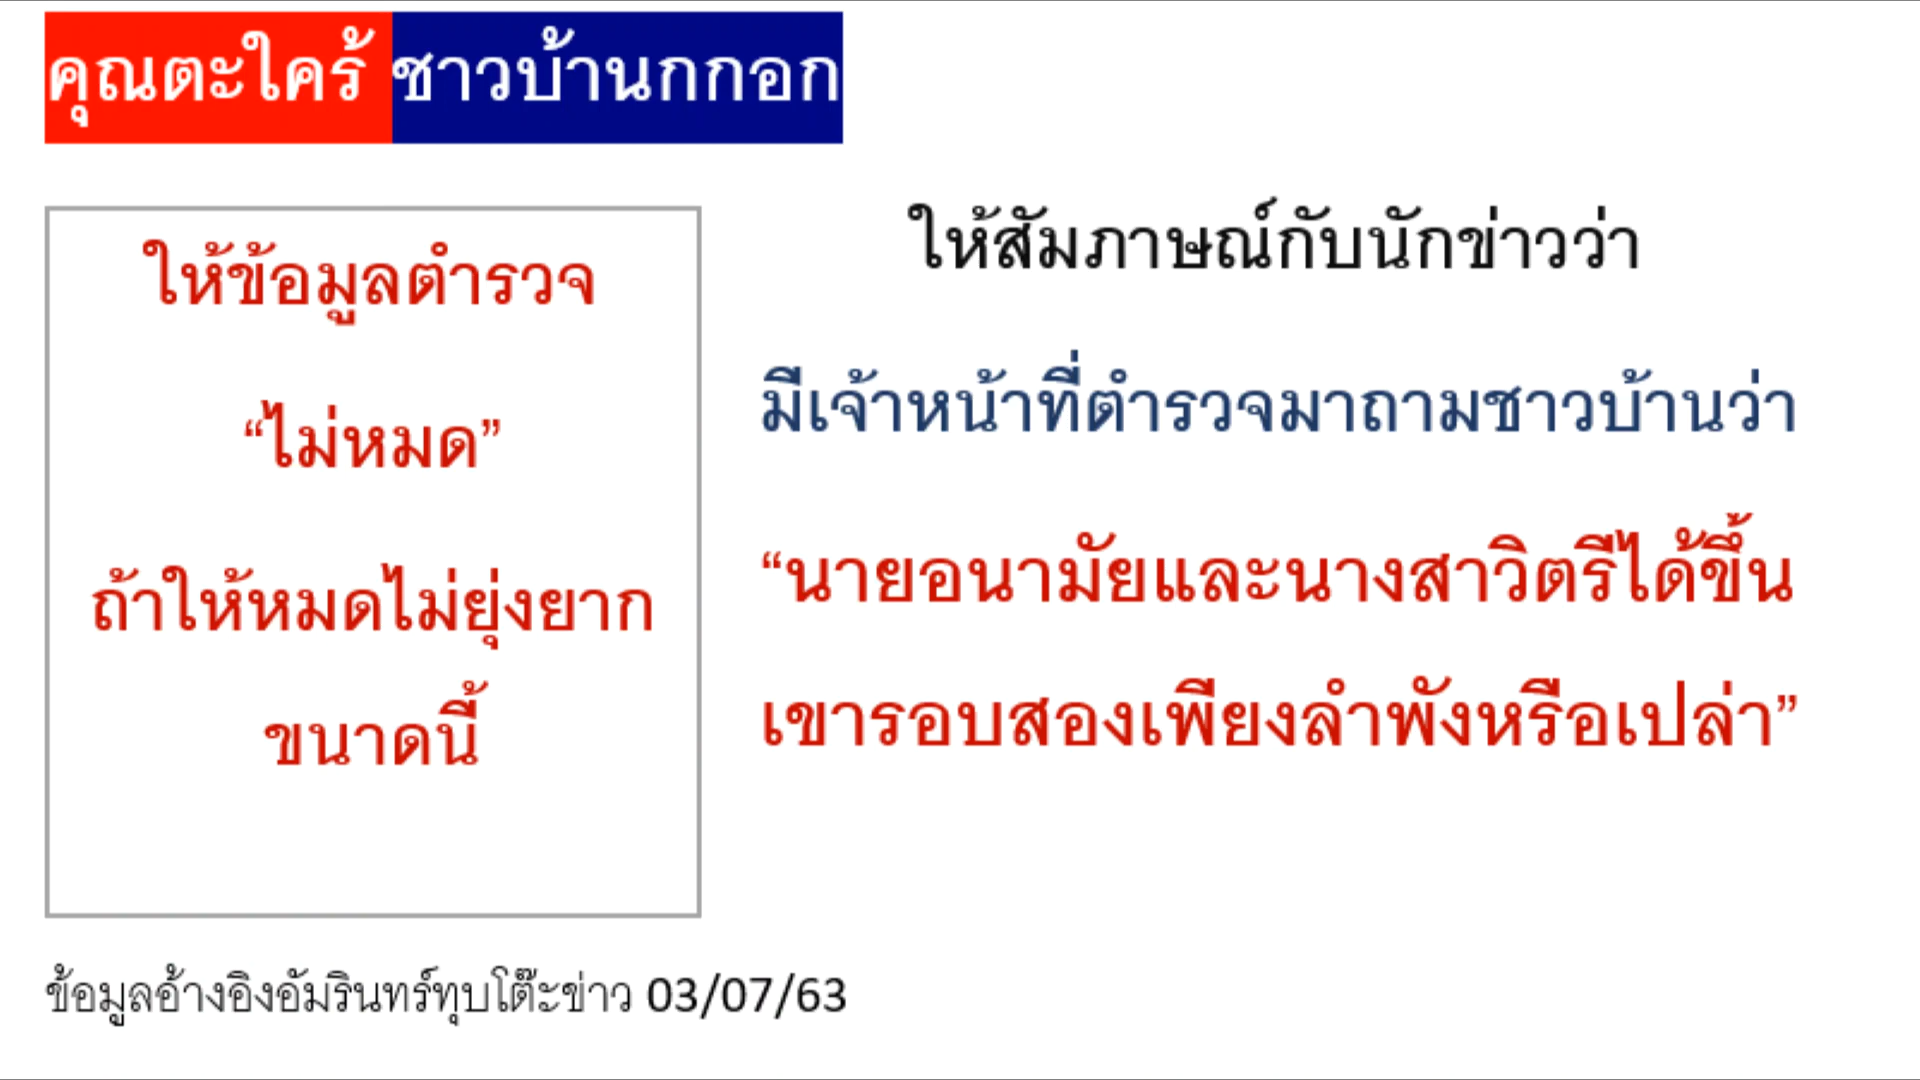 คุณตะใคร้ ชาวบ้านกกอก
ให้ข้อมูลตำรวจ
“ไม่หมด”
ถ้าให้หมดไม่ยุ่งยาก
ขนาดนี้
ให้สัมภาษณ์กับนักข่าวว่า
มีเจ้าหน้าที่ตำรวจมาถามชาวบ้านว่า
“นายอนามัยและนางสาวิตรีได้ขึ้น
เขารอบสองเพียงลำพังหรือเปล่า”
ข้อมูลอ้างอิงอัมรินทร์ทุบโต๊ะข่าว 03/07/63